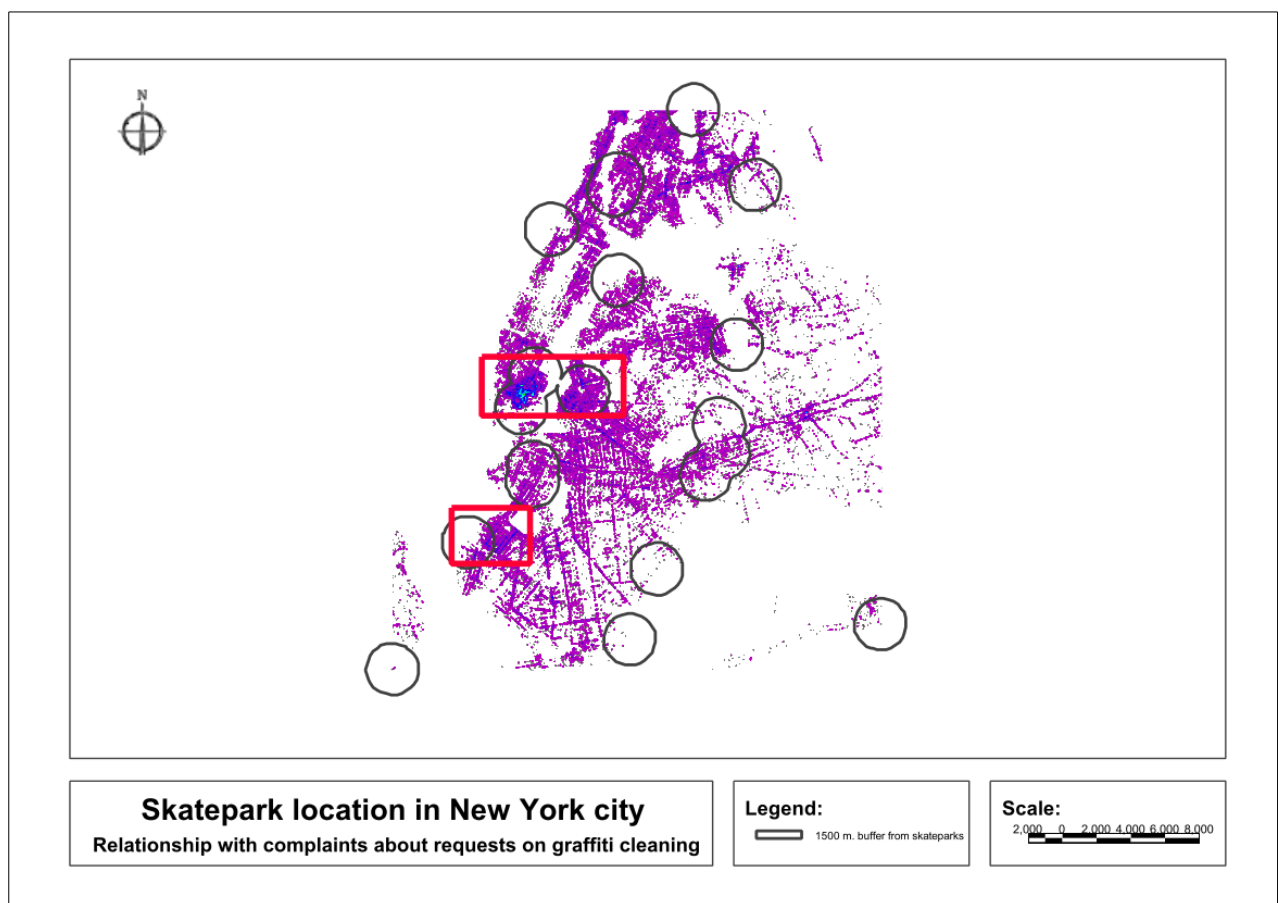 N
Skatepark location in New York city
Relationship with complaints about requests on graffiti cleaning
Legend:
1500 m. buffer from skateparks
Scale:
2,000 0 2,000 4,000 6,000 8,000